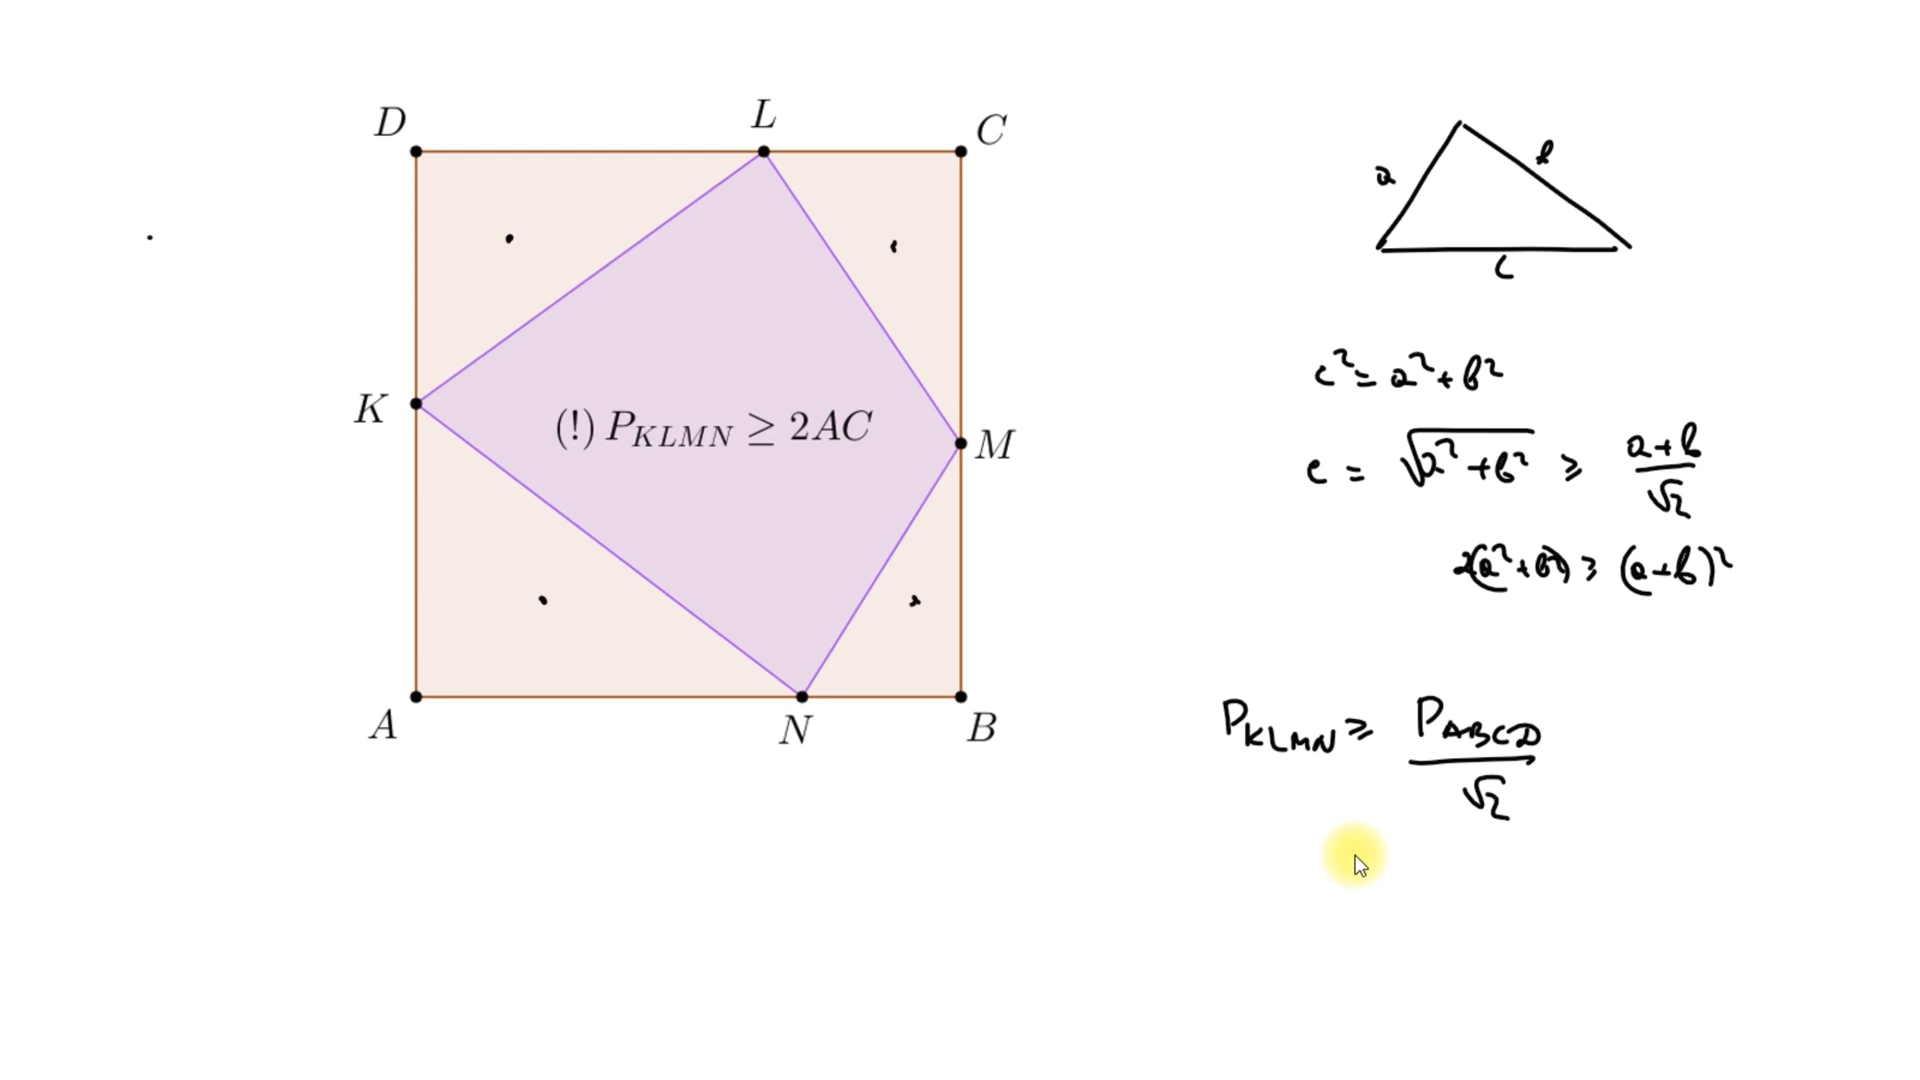 D
L
C
K
(!) P_{KLMN} ≥ 2AC
M
A
N
B
a
b
c
c² = a² + b²
c = √(a² + b²) ≥ (a+b)/√2
2(a² + b²) ≥ (a+b)²
P_{KLMN} ≥ P_{ABCD}/√2